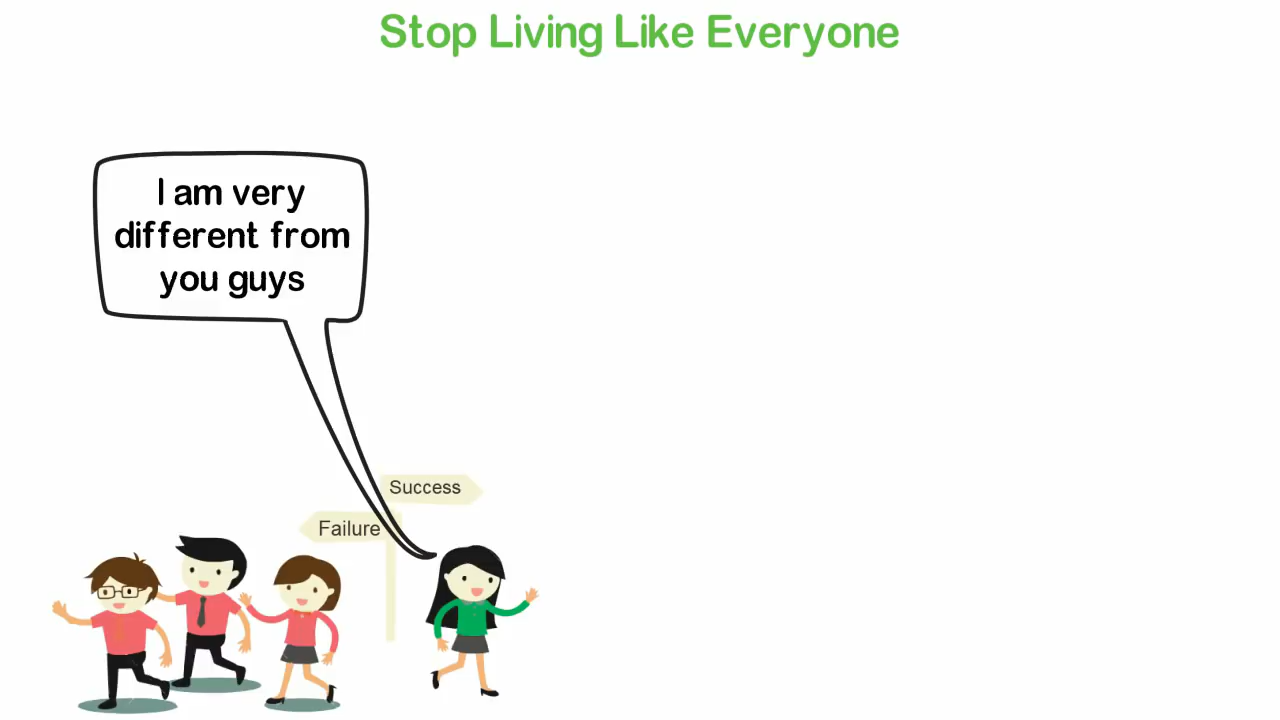 Stop Living Like Everyone
I am very
different from
you guys
Success
Failure